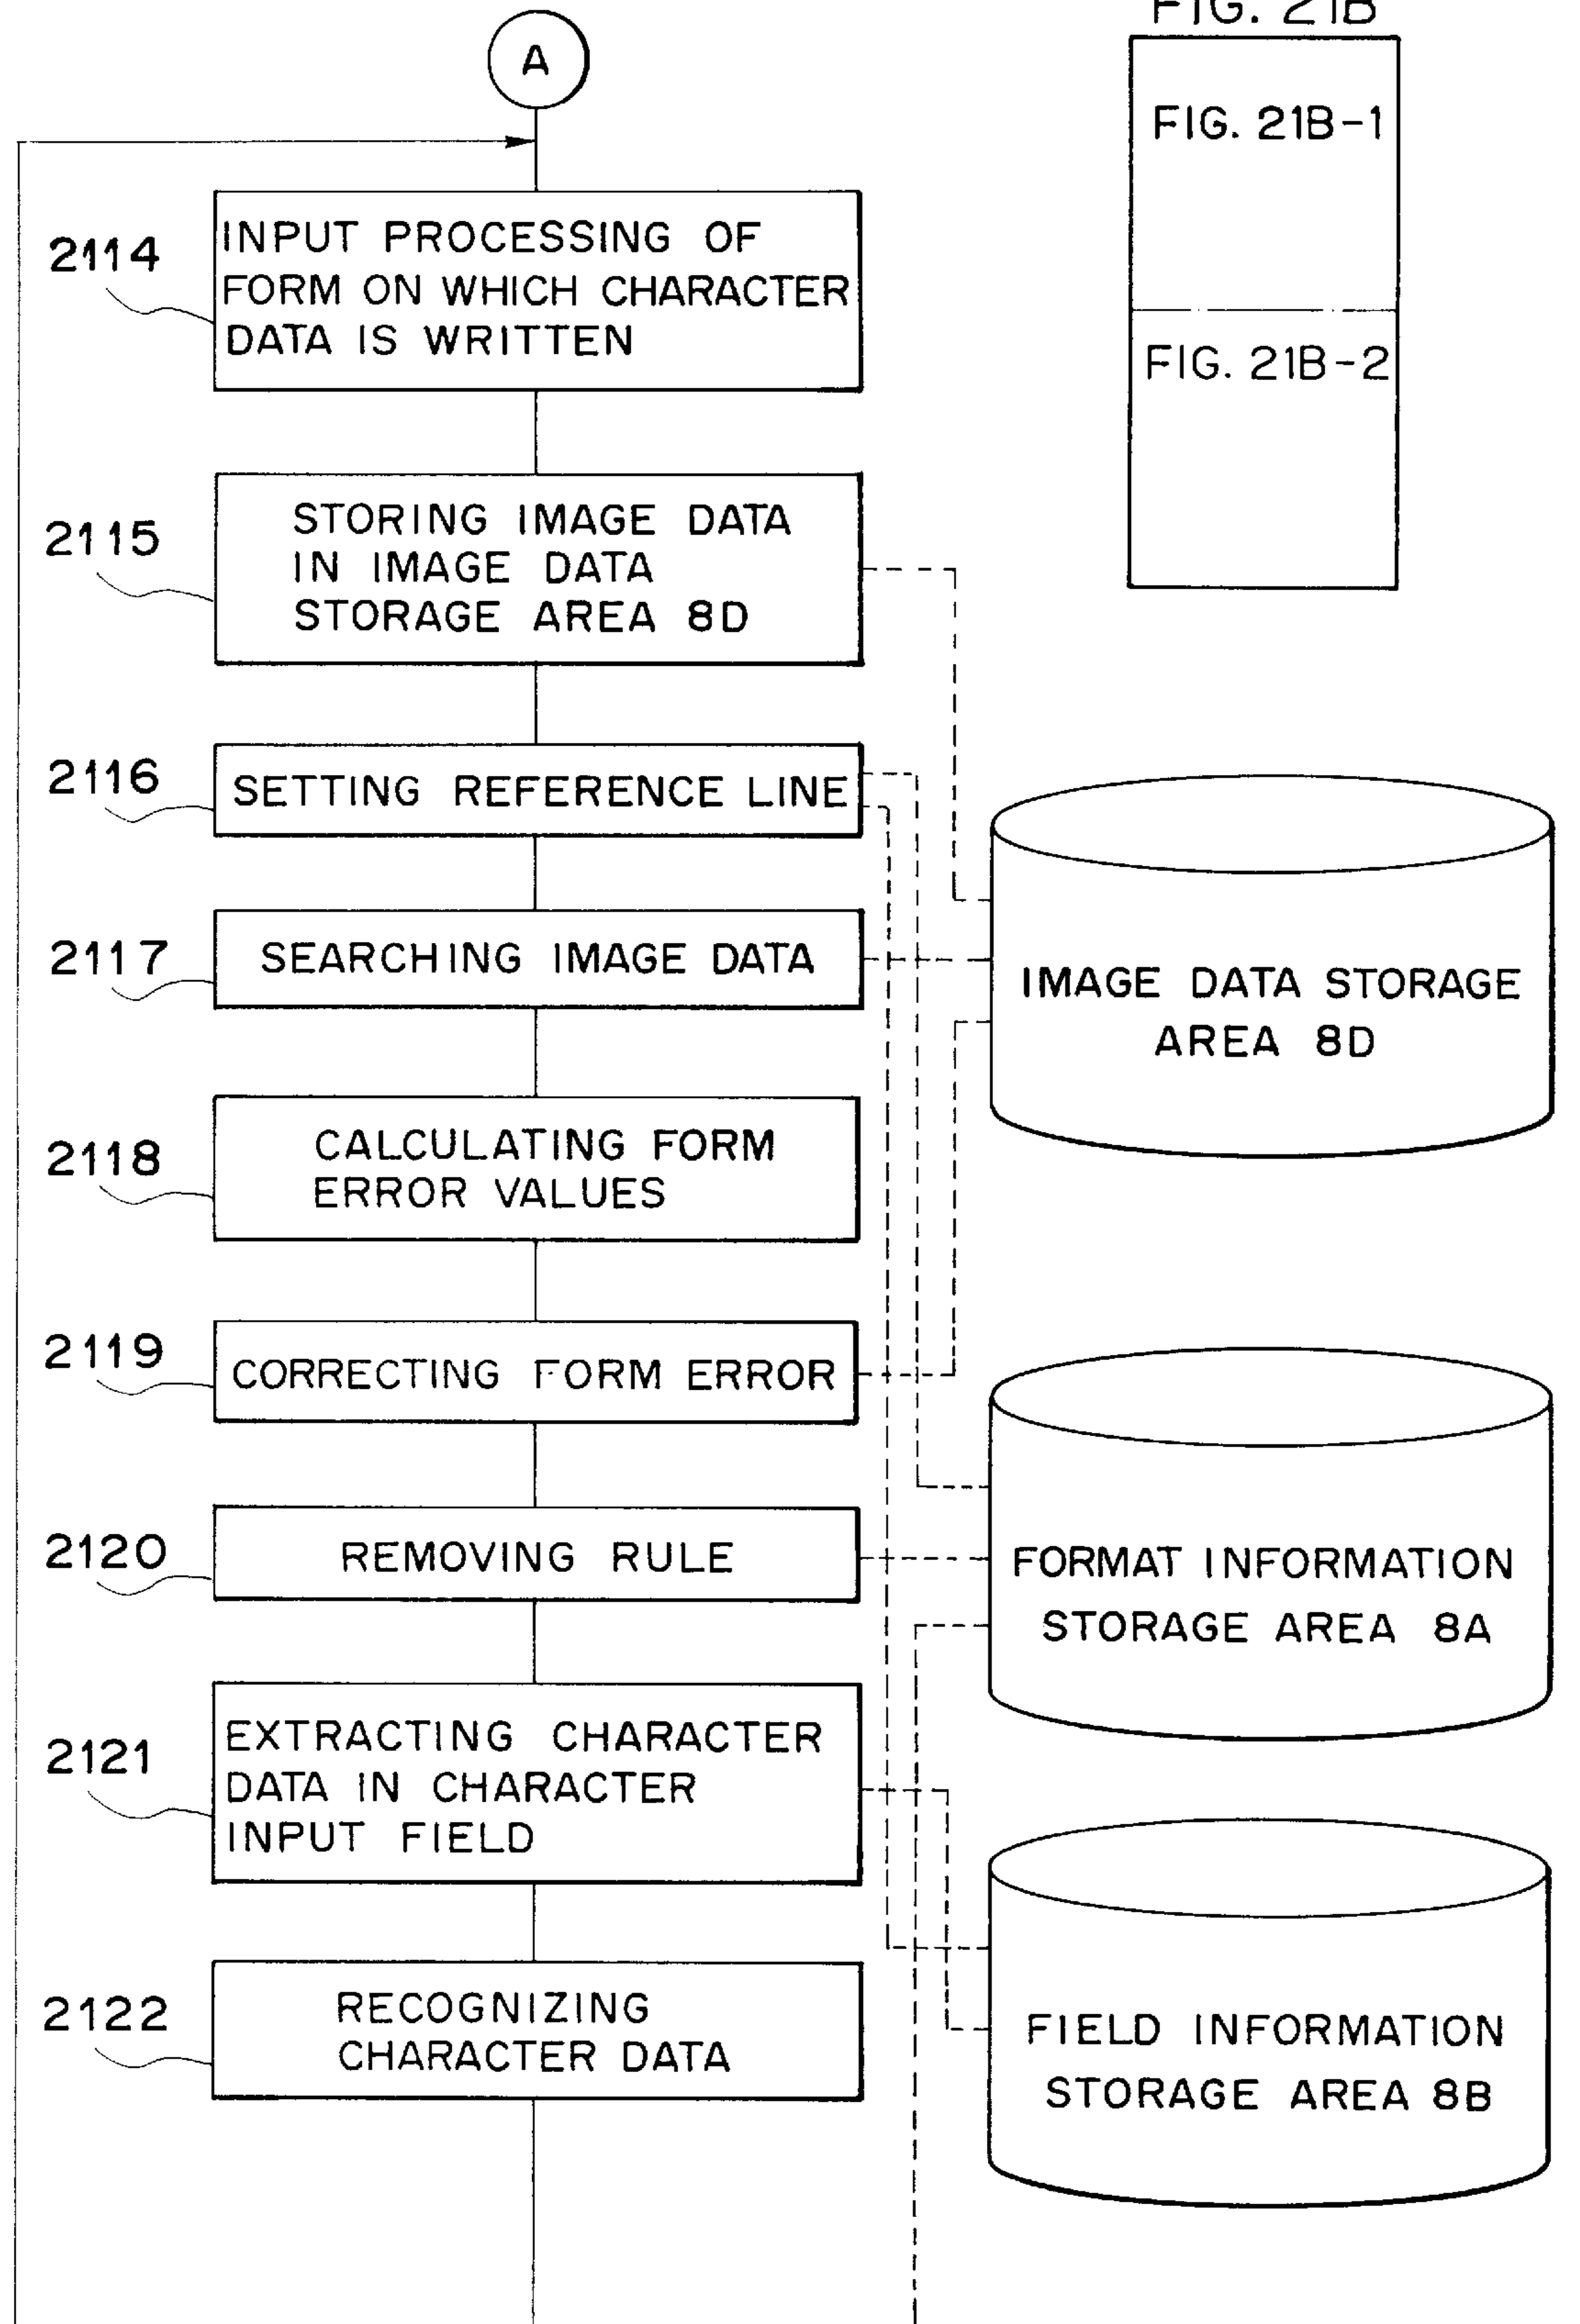 FIG. 21B
FIG. 21B-1
FIG. 21B-2
A
2114
INPUT PROCESSING OF
FORM ON WHICH CHARACTER
DATA IS WRITTEN
2115
STORING IMAGE DATA
IN IMAGE DATA
STORAGE AREA 8D
2116
SETTING REFERENCE LINE
2117
SEARCHING IMAGE DATA
IMAGE DATA STORAGE
AREA 8D
2118
CALCULATING FORM
ERROR VALUES
2119
CORRECTING FORM ERROR
2120
REMOVING RULE
FORMAT INFORMATION
STORAGE AREA 8A
2121
EXTRACTING CHARACTER
DATA IN CHARACTER
INPUT FIELD
2122
RECOGNIZING
CHARACTER DATA
FIELD INFORMATION
STORAGE AREA 8B